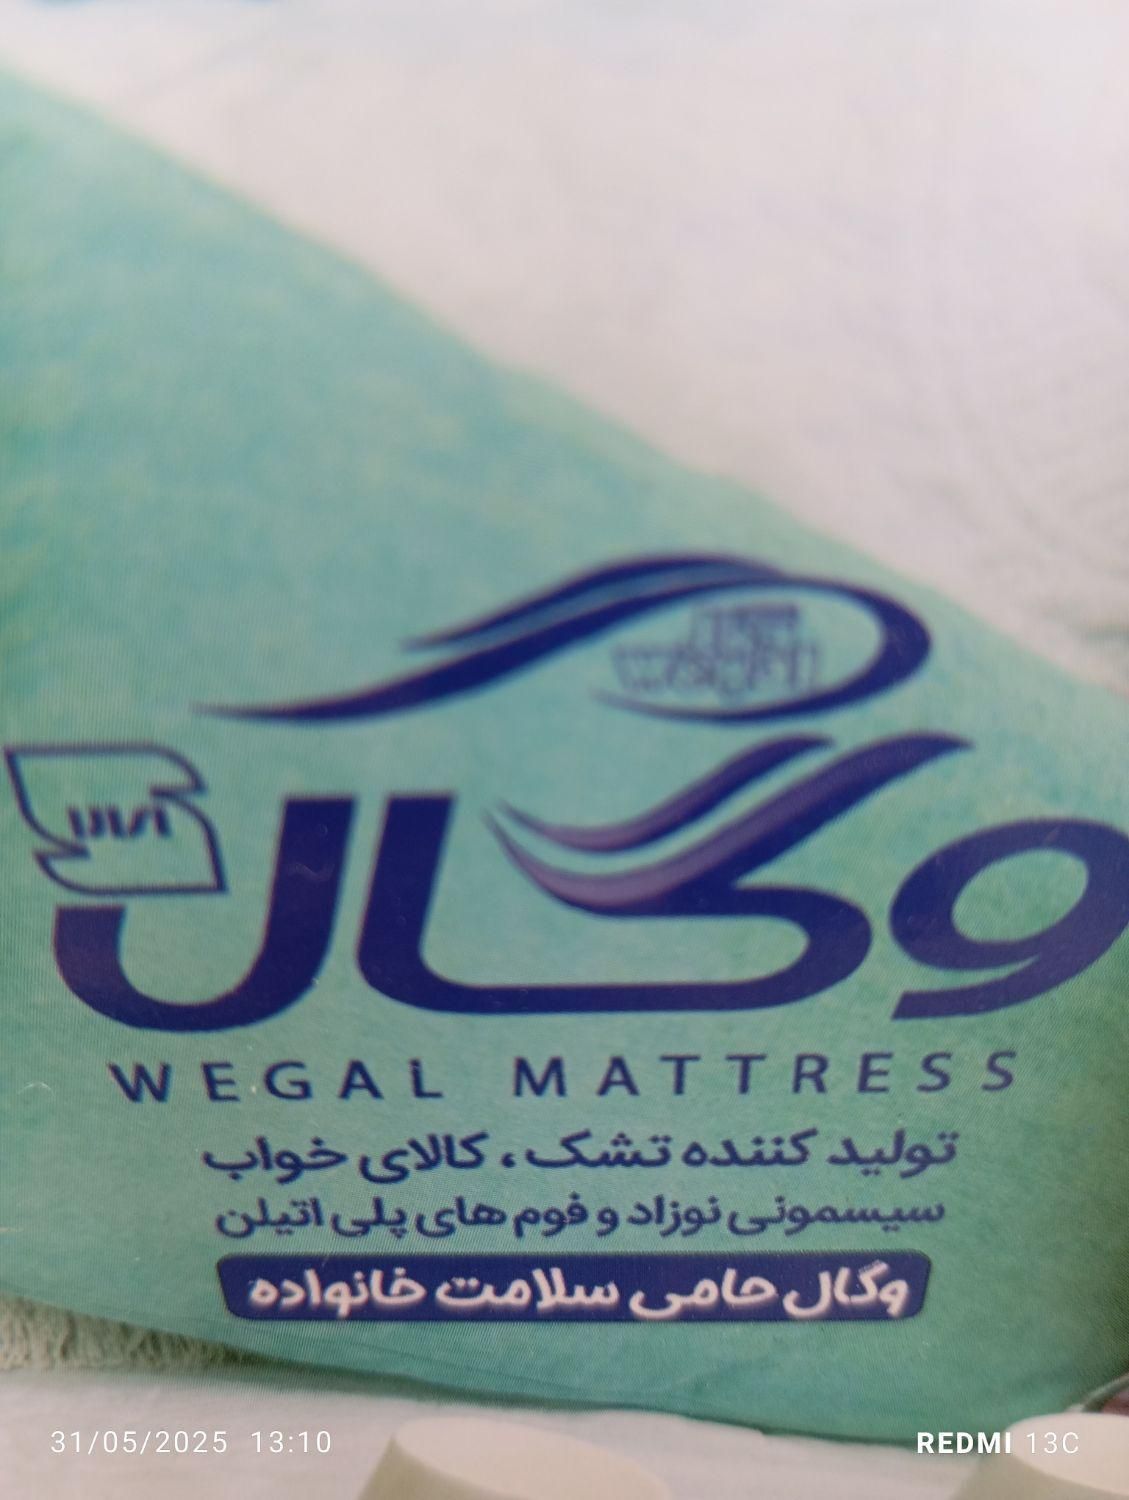 وگال
WEGAL MATTRESS
تولید کننده تشک، کالای خواب
سیسمونی نوزاد و فوم های پلی اتیلن
وگال حامی سلامت خانواده
31/05/2025 13:10
REDMI 13C